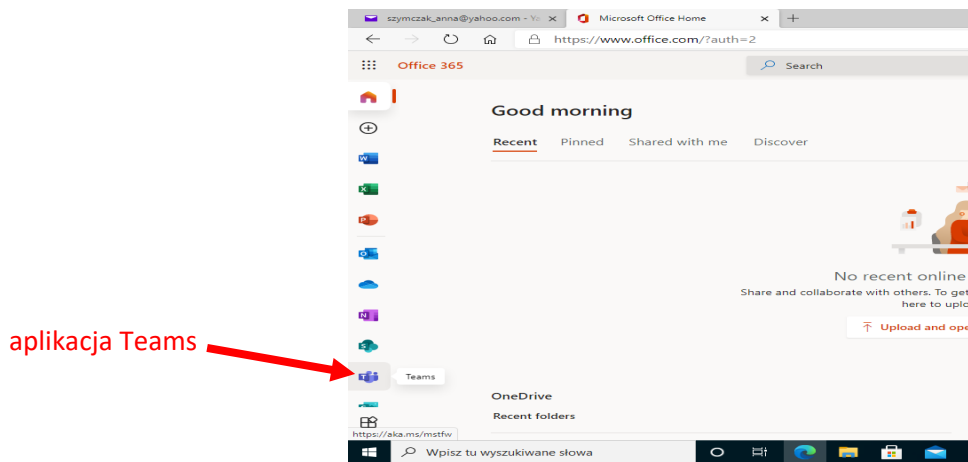 szymczak_anna@yahoo.com - Ya
Microsoft Office Home
https://www.office.com/?auth=2
Office 365
Search
Good morning
Recent Pinned Shared with me Discover
No recent online
Share and collaborate with others. To get
here to uplo
Upload and ope
aplikacja Teams
Teams
OneDrive
Recent folders
https://aka.ms/mstfw
Wpisz tu wyszukiwane słowa